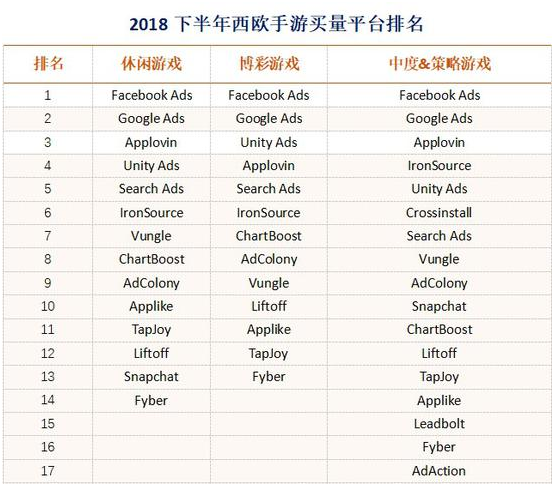 2018 下半年西欧手游买量平台排名
排名 休闲游戏 博彩游戏 中度&策略游戏
1 Facebook Ads Facebook Ads Facebook Ads
2 Google Ads Google Ads Google Ads
3 Applovin Unity Ads Applovin
4 Unity Ads Applovin IronSource
5 Search Ads Search Ads Unity Ads
6 IronSource IronSource Crossinstall
7 Vungle ChartBoost Search Ads
8 ChartBoost AdColony Vungle
9 AdColony Vungle AdColony
10 Applike Liftoff Snapchat
11 TapJoy Applike ChartBoost
12 Liftoff TapJoy Liftoff
13 Snapchat Fyber TapJoy
14 Fyber Applike
15 Leadbolt
16 Fyber
17 AdAction